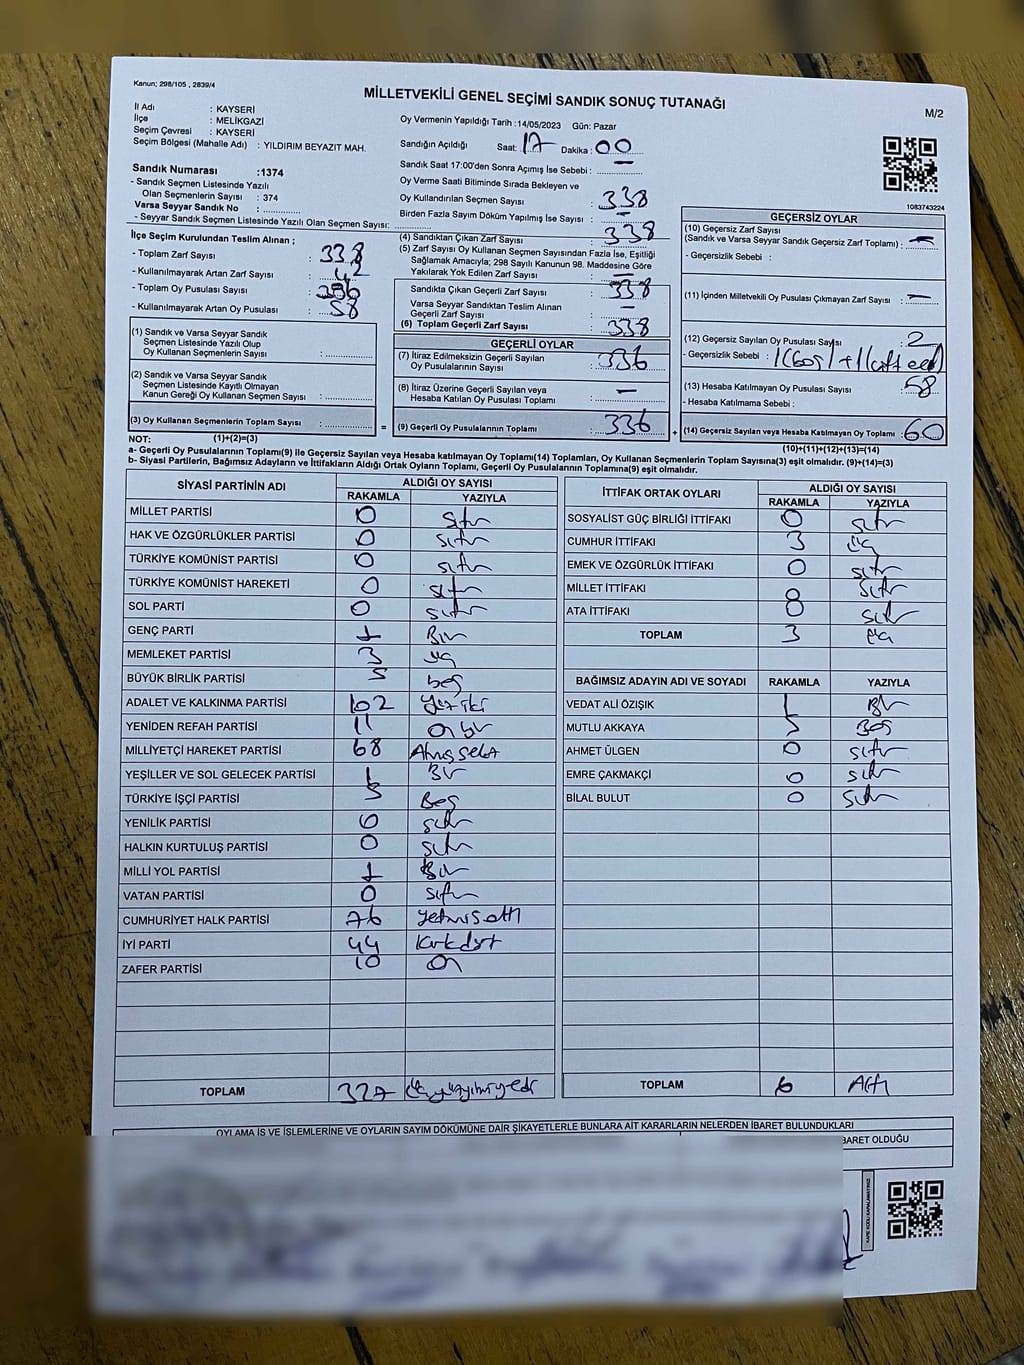 Kanun; 298/105 , 2839/4
MİLLETVEKİLİ GENEL SEÇİMİ SANDIK SONUÇ TUTANAĞI
M/2
İl Adı : KAYSERİ
İlçe : MELİKGAZİ
Seçim Çevresi : KAYSERİ
Seçim Bölgesi (Mahalle Adı) : YILDIRIM BEYAZIT MAH.
Sandık Numarası :1374
- Sandık Seçmen Listesinde Yazılı
Olan Seçmenlerin Sayısı : 374
Varsa Seyyar Sandık No :
- Seyyar Sandık Seçmen Listesinde Yazılı Olan Seçmen Sayısı:
İlçe Seçim Kurulundan Teslim Alınan ;
- Toplam Zarf Sayısı :
- Kullanılmayarak Artan Zarf Sayısı : 42
- Toplam Oy Pusulası Sayısı :
- Kullanılmayarak Artan Oy Pusulası : 58
(1) Sandık ve Varsa Seyyar Sandık
Seçmen Listesinde Yazılı Olup
Oy Kullanan Seçmenlerin Sayısı :
(2) Sandık ve Varsa Seyyar Sandık
Seçmen Listesinde Kayıtlı Olmayan
Kanun Gereği Oy Kullanan Seçmen Sayısı :
(3) Oy Kullanan Seçmenlerin Toplam Sayısı :
Oy Vermenin Yapıldığı Tarih :14/05/2023 Gün: Pazar
Sandığın Açıldığı Saat: 17 Dakika: 00
Sandık Saat 17:00'den Sonra Açımış İse Sebebi : —
Oy Verme Saati Bitiminde Sırada Bekleyen ve
Oy Kullandırılan Seçmen Sayısı : 338
Birden Fazla Sayım Döküm Yapılmış İse Sayısı : —
(4) Sandıktan Çıkan Zarf Sayısı : 338
(5) Zarf Sayısı Oy Kullanan Seçmen Sayısından Fazla İse, Eşitliği
Sağlamak Amacıyla; 298 Sayılı Kanunun 98. Maddesine Göre
Yakılarak Yok Edilen Zarf Sayısı : —
Sandıkta Çıkan Geçerli Zarf Sayısı : 338
Varsa Seyyar Sandıktan Teslim Alınan
Geçerli Zarf Sayısı : —
(6) Toplam Geçerli Zarf Sayısı : 338
GEÇERLİ OYLAR
(7) İtiraz Edilmeksizin Geçerli Sayılan
Oy Pusulalarının Sayısı : 336
(8) İtiraz Üzerine Geçerli Sayılan veya
Hesaba Katılan Oy Pusulası Toplamı : —
= (9) Geçerli Oy Pusulalarının Toplamı : 336 +
1083743224
GEÇERSİZ OYLAR
(10) Geçersiz Zarf Sayısı
(Sandık ve Varsa Seyyar Sandık Geçersiz Zarf Toplamı) : —
- Geçersizlik Sebebi :
(11) İçinden Milletvekili Oy Pusulası Çıkmayan Zarf Sayısı : —
(12) Geçersiz Sayılan Oy Pusulası Sayısı : 2
- Geçersizlik Sebebi :
(13) Hesaba Katılmayan Oy Pusulası Sayısı : 58
- Hesaba Katılmama Sebebi :
(14) Geçersiz Sayılan veya Hesaba Katılmayan Oy Pusulası Toplamı : 60
NOT: (1)+(2)=(3)
(10)+(11)+(12)+(13)=(14)
a- Geçerli Oy Pusulalarının Toplamı(9) ile Geçersiz Sayılan veya Hesaba katılmayan Oy Toplamı(14) Toplamları, Oy Kullanan Seçmenlerin Toplam Sayısına(3) eşit olmalıdır. (9)+(14)=(3)
b- Siyasi Partilerin, Bağımsız Adayların ve İttifakların Aldığı Oy Ortak Oyların Toplamı, Geçerli Oy Pusulalarının Toplamına(9) eşit olmalıdır.
SİYASİ PARTİNİN ADI ALDIĞI OY SAYISI
RAKAMLA YAZIYLA
MİLLET PARTİSİ 0 sıfır
HAK VE ÖZGÜRLÜKLER PARTİSİ 0 sıfır
TÜRKİYE KOMÜNİST PARTİSİ 0 sıfır
TÜRKİYE KOMÜNİST HAREKETİ 0 sıfır
SOL PARTİ 0 sıfır
GENÇ PARTİ 1 Bir
MEMLEKET PARTİSİ 3 üç
BÜYÜK BİRLİK PARTİSİ 5 beş
ADALET VE KALKINMA PARTİSİ 102 yüziki
YENİDEN REFAH PARTİSİ 11 onbir
MİLLİYETÇİ HAREKET PARTİSİ 68 Atmışsekiz
YEŞİLLER VE SOL GELECEK PARTİSİ 1 Bir
TÜRKİYE İŞÇİ PARTİSİ 5 Beş
YENİLİK PARTİSİ 0 sıfır
HALKIN KURTULUŞ PARTİSİ 0 sıfır
MİLLİ YOL PARTİSİ 1 Bir
VATAN PARTİSİ 0 sıfır
CUMHURİYET HALK PARTİSİ 76 yetmişaltı
İYİ PARTİ 44 kırkdört
ZAFER PARTİSİ 10 on
TOPLAM 327 üçyüzyirmiyedi
İTTİFAK ORTAK OYLARI ALDIĞI OY SAYISI
RAKAMLA YAZIYLA
SOSYALİST GÜÇ BİRLİĞİ İTTİFAKI 0 sıfır
CUMHUR İTTİFAKI 3 üç
EMEK VE ÖZGÜRLÜK İTTİFAKI 0 sıfır
MİLLET İTTİFAKI 0 sıfır
ATA İTTİFAKI 0 sıfır
TOPLAM 3 üç
BAĞIMSIZ ADAYIN ADI VE SOYADI RAKAMLA YAZIYLA
VEDAT ALİ ÖZIŞIK 1 Bir
MUTLU AKKAYA 5 Beş
AHMET ÜLGEN 0 sıfır
EMRE ÇAKMAKÇİ 0 sıfır
BİLAL BULUT 0 sıfır
TOPLAM 6 Altı
OYLAMA İŞ VE İŞLEMLERİNE VE OYLARIN SAYIM DÖKÜMÜNE DAİR ŞİKAYETLERLE BUNLARA AİT KARARLARIN NELERDEN İBARET BULUNDUKLARI
BARET OLDUĞU